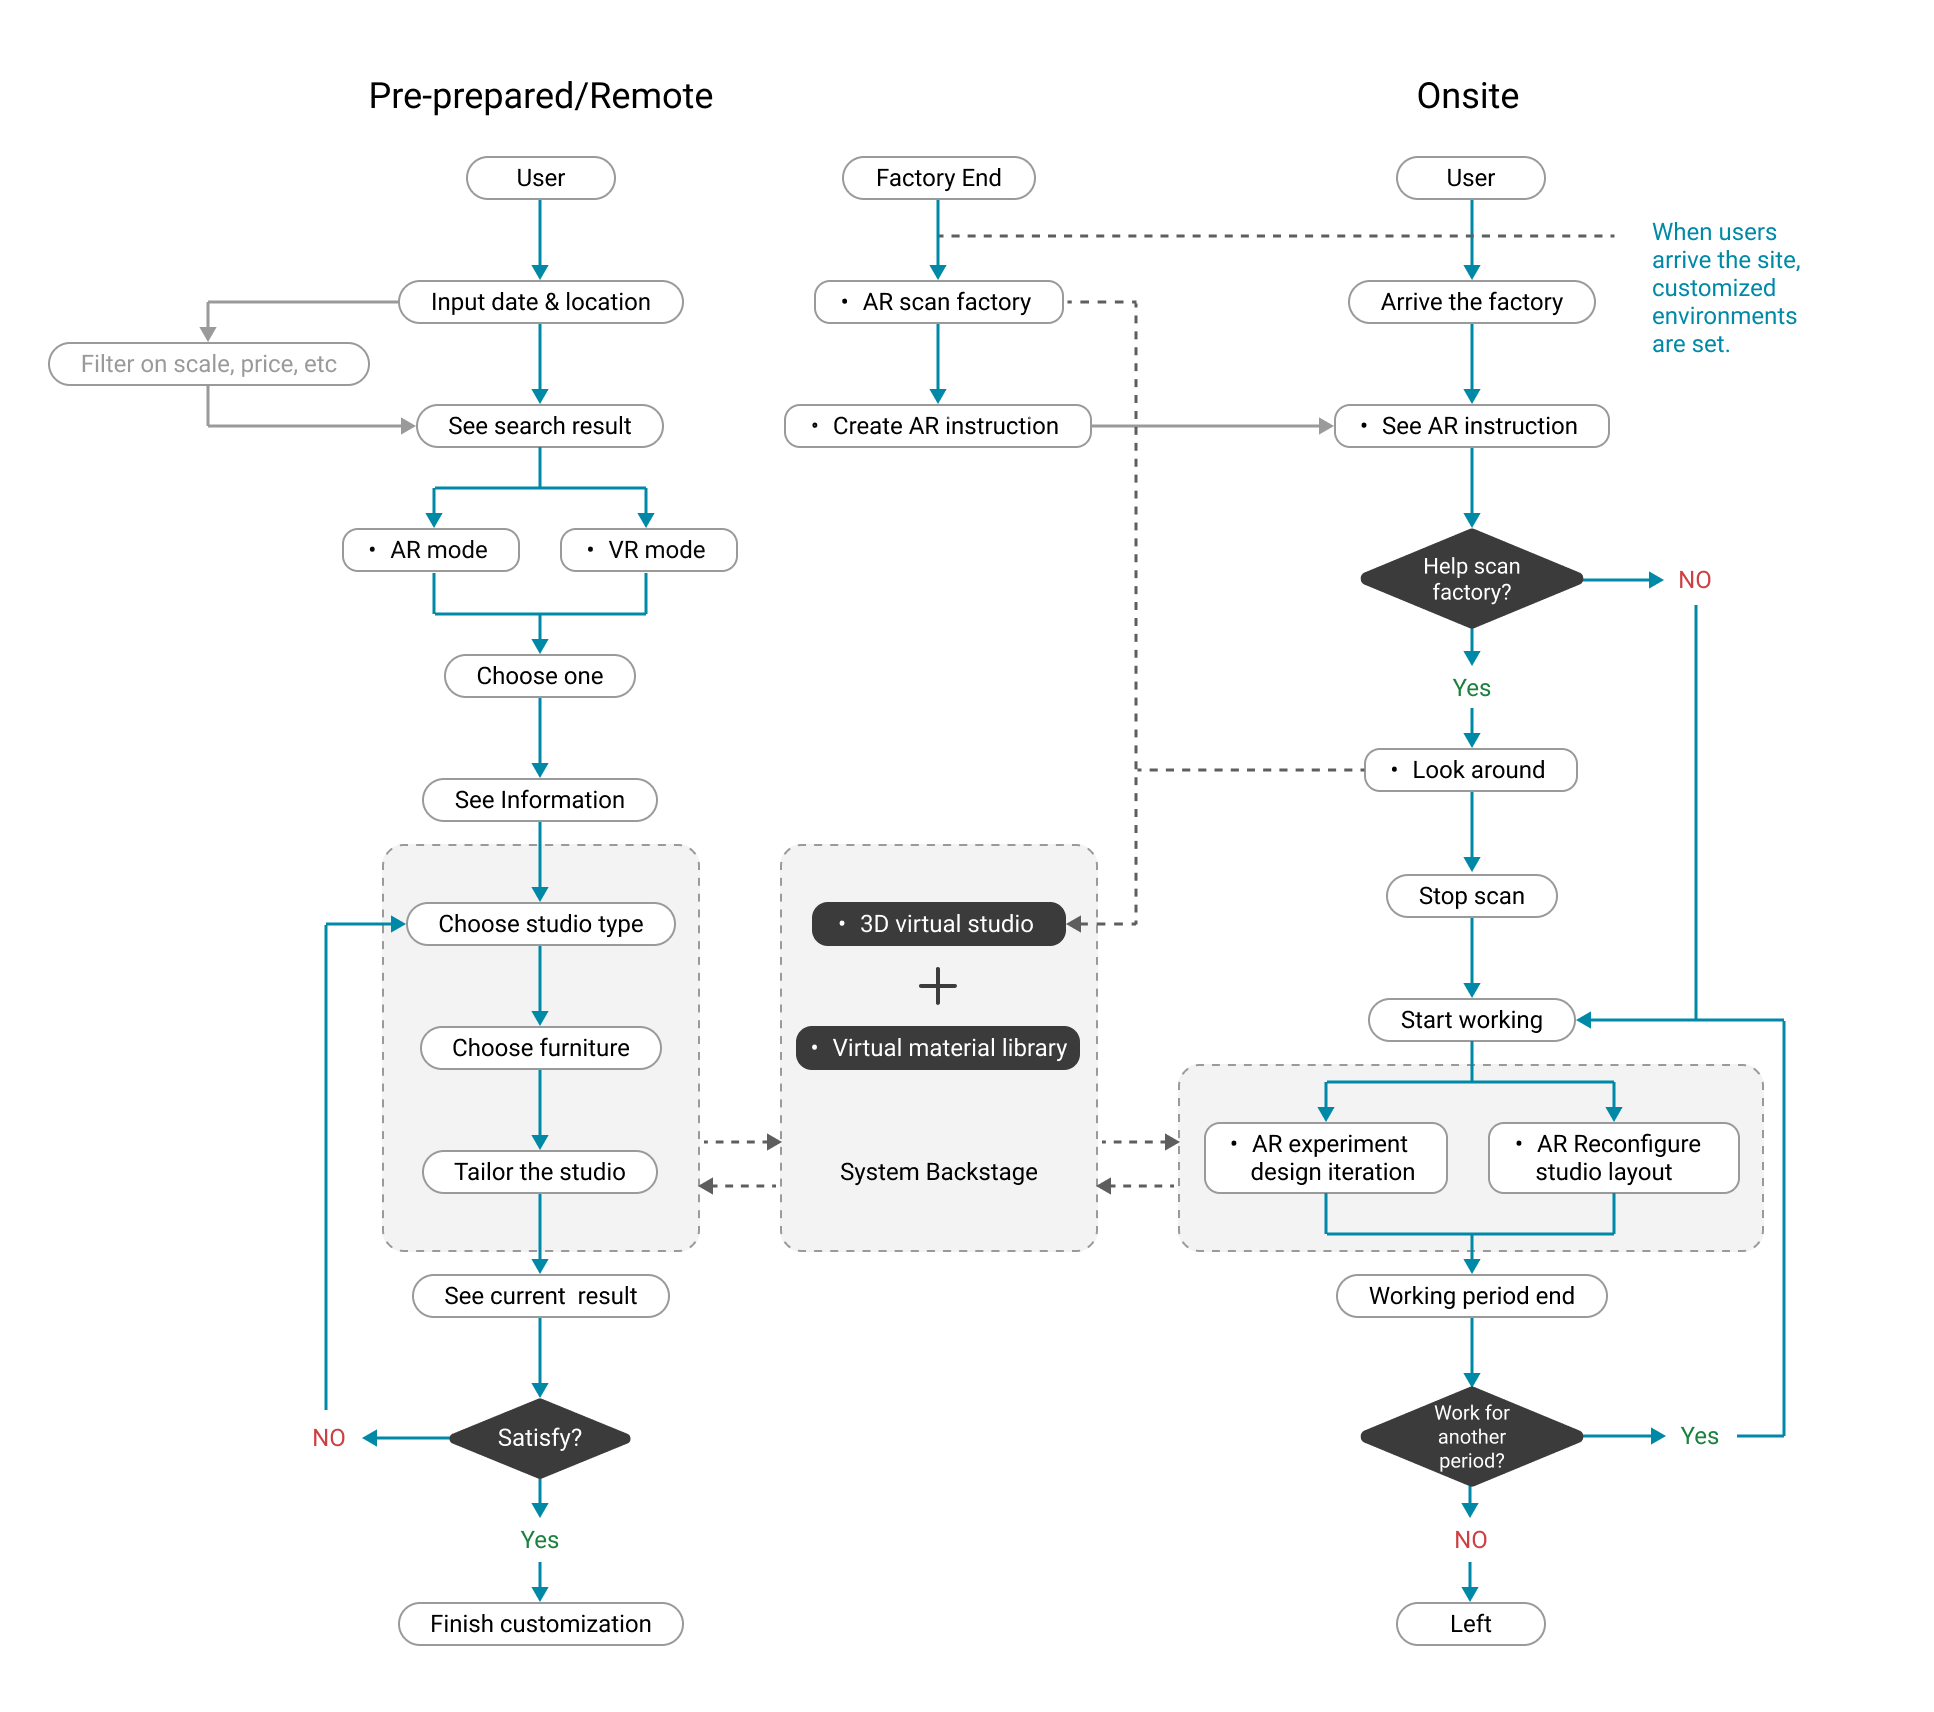 Pre-prepared/Remote
Onsite
User
Factory End
User
When users
arrive the site,
customized
environments
are set.
Input date & location
• AR scan factory
Arrive the factory
Filter on scale, price, etc
See search result
• Create AR instruction
• See AR instruction
• AR mode
• VR mode
Help scan
factory?
NO
Choose one
Yes
• Look around
See Information
Stop scan
Choose studio type
• 3D virtual studio
Start working
Choose furniture
• Virtual material library
• AR experiment
design iteration
• AR Reconfigure
studio layout
Tailor the studio
System Backstage
See current result
Working period end
NO
Satisfy?
Work for
another
period?
Yes
Yes
NO
Finish customization
Left